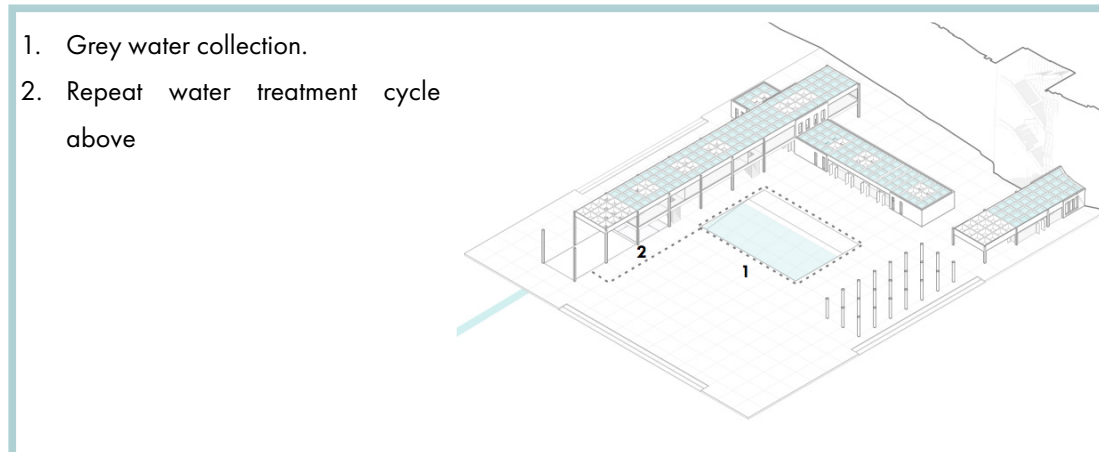 1. Grey water collection.
2. Repeat water treatment cycle
above
2
1